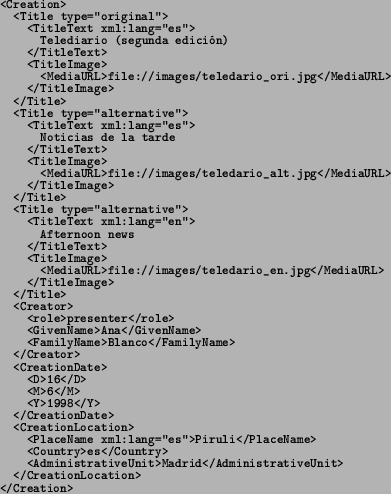 <Creation>
<Title type="original">
<TitleText xml:lang="es">
Telediario (segunda edición)
</TitleText>
<TitleImage>
<MediaURL>file://images/teledario_ori.jpg</MediaURL>
</TitleImage>
</Title>
<Title type="alternative">
<TitleText xml:lang="es">
Noticias de la tarde
</TitleText>
<TitleImage>
<MediaURL>file://images/teledario_alt.jpg</MediaURL>
</TitleImage>
</Title>
<Title type="alternative">
<TitleText xml:lang="en">
Afternoon news
</TitleText>
<TitleImage>
<MediaURL>file://images/teledario_en.jpg</MediaURL>
</TitleImage>
</Title>
<Creator>
<role>presenter</role>
<GivenName>Ana</GivenName>
<FamilyName>Blanco</FamilyName>
</Creator>
<CreationDate>
<D>16</D>
<M>6</M>
<Y>1998</Y>
</CreationDate>
<CreationLocation>
<PlaceName xml:lang="es">Piruli</PlaceName>
<Country>es</Country>
<AdministrativeUnit>Madrid</AdministrativeUnit>
</CreationLocation>
</Creation>